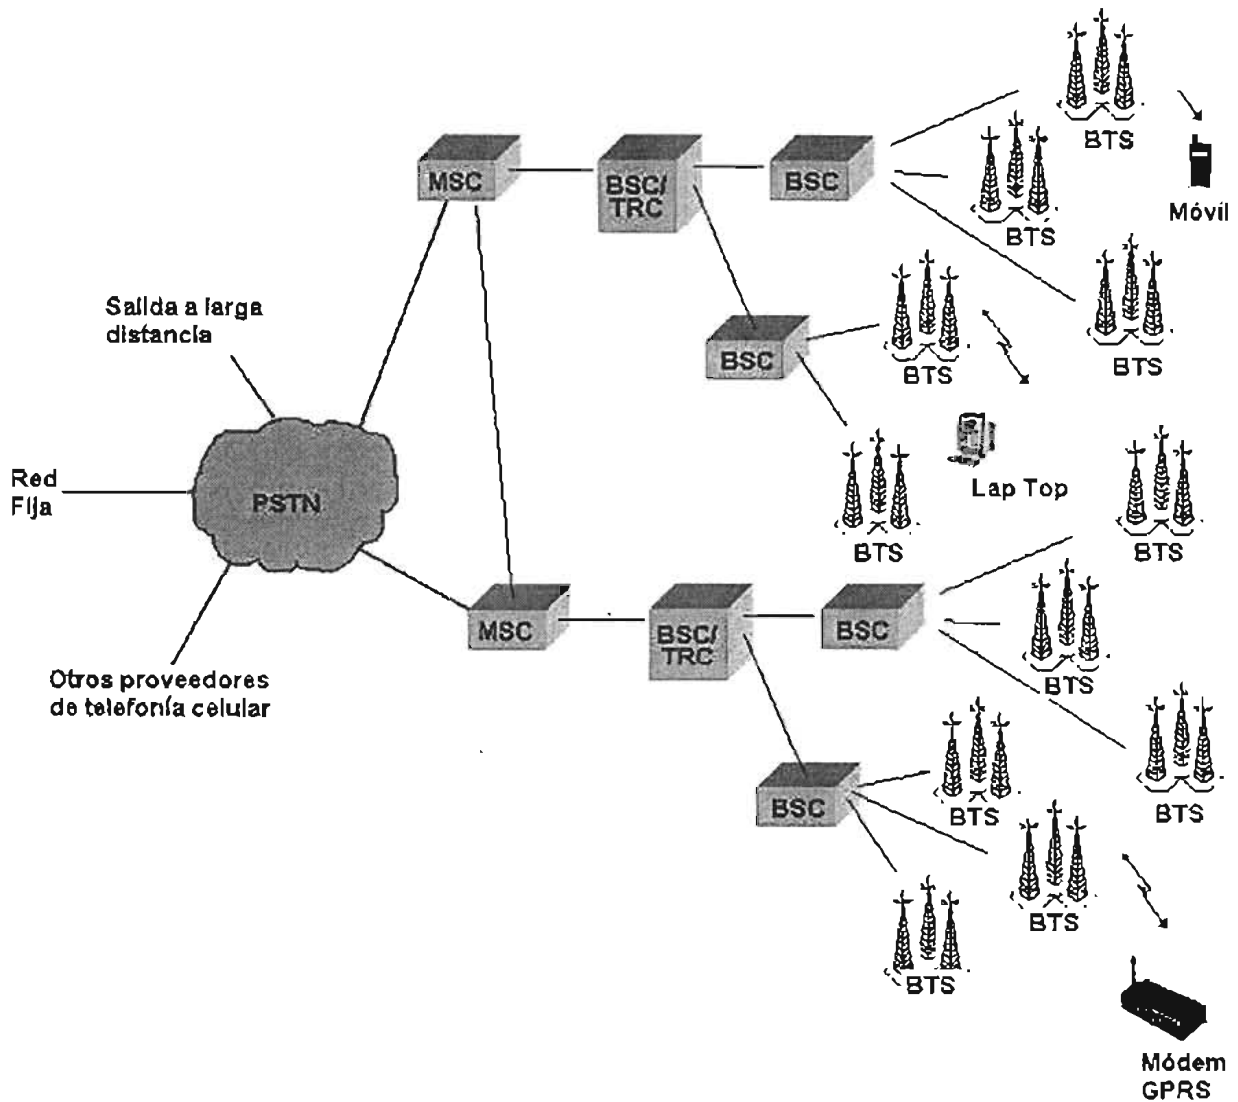 BTS
MSC
BSC/
TRC
BSC
BTS
Móvil
BTS
Salida a larga
distancia
BSC
BTS
BTS
Red
Fija
PSTN
Lap Top
BTS
BTS
MSC
BSC/
TRC
BSC
BTS
Otros proveedores
de telefonía celular
BSC
BTS
BTS
BTS
BTS
Módem
GPRS